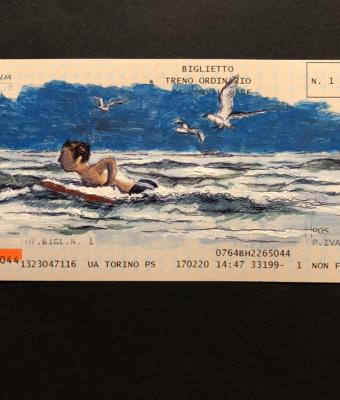 BIGLIETTO
TRENO ORDINARIO
N. 1
OT.BIGL.N. 1
0764BH2265044
POS
P.IVA
044
1323047116 UA TORINO PS 170220 14:47 33199- 1 NON F